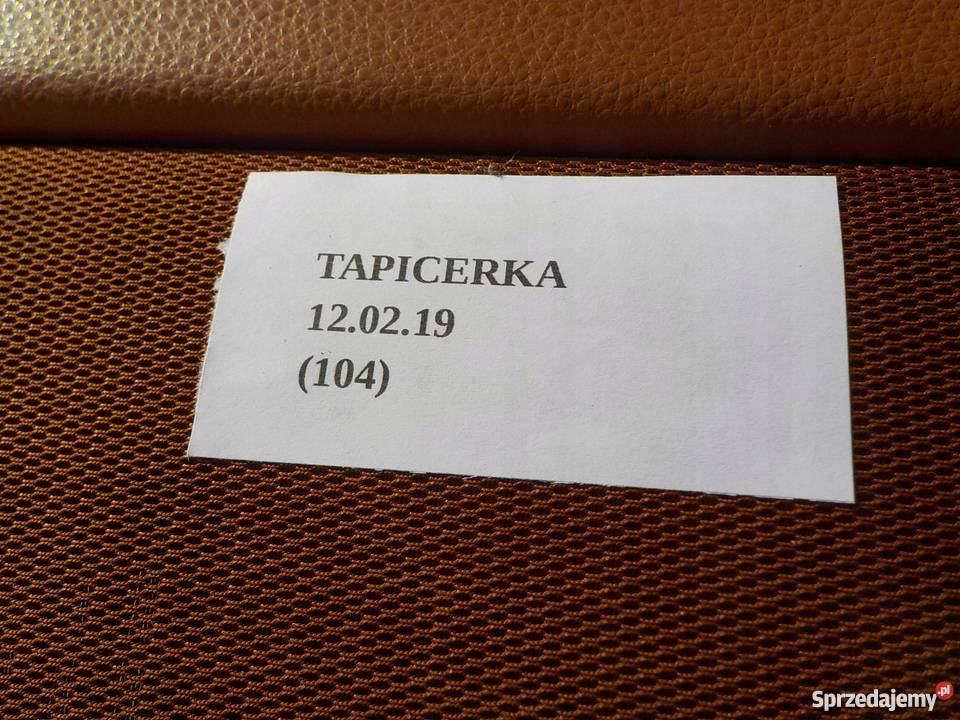 TAPICERKA
12.02.19
(104)
Sprzedajemy.pl